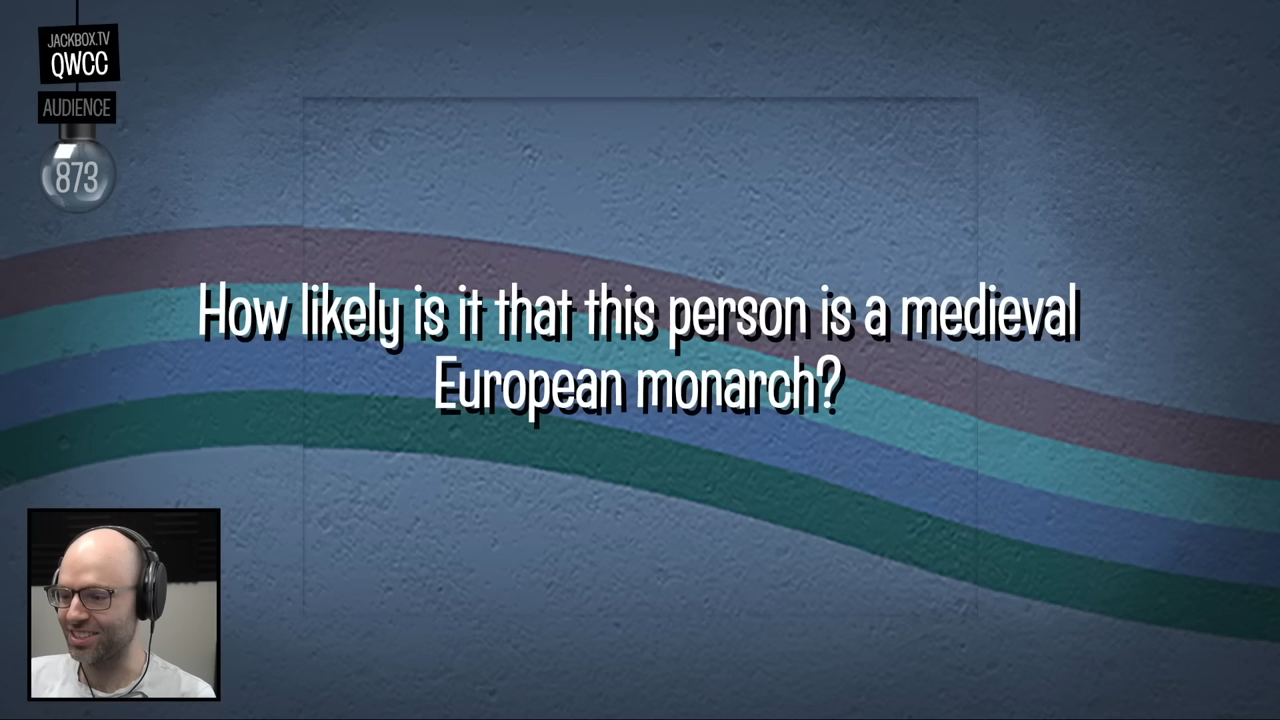 JACKBOX.TV
QWCC
AUDIENCE
873
How likely is it that this person is a medieval
European monarch?